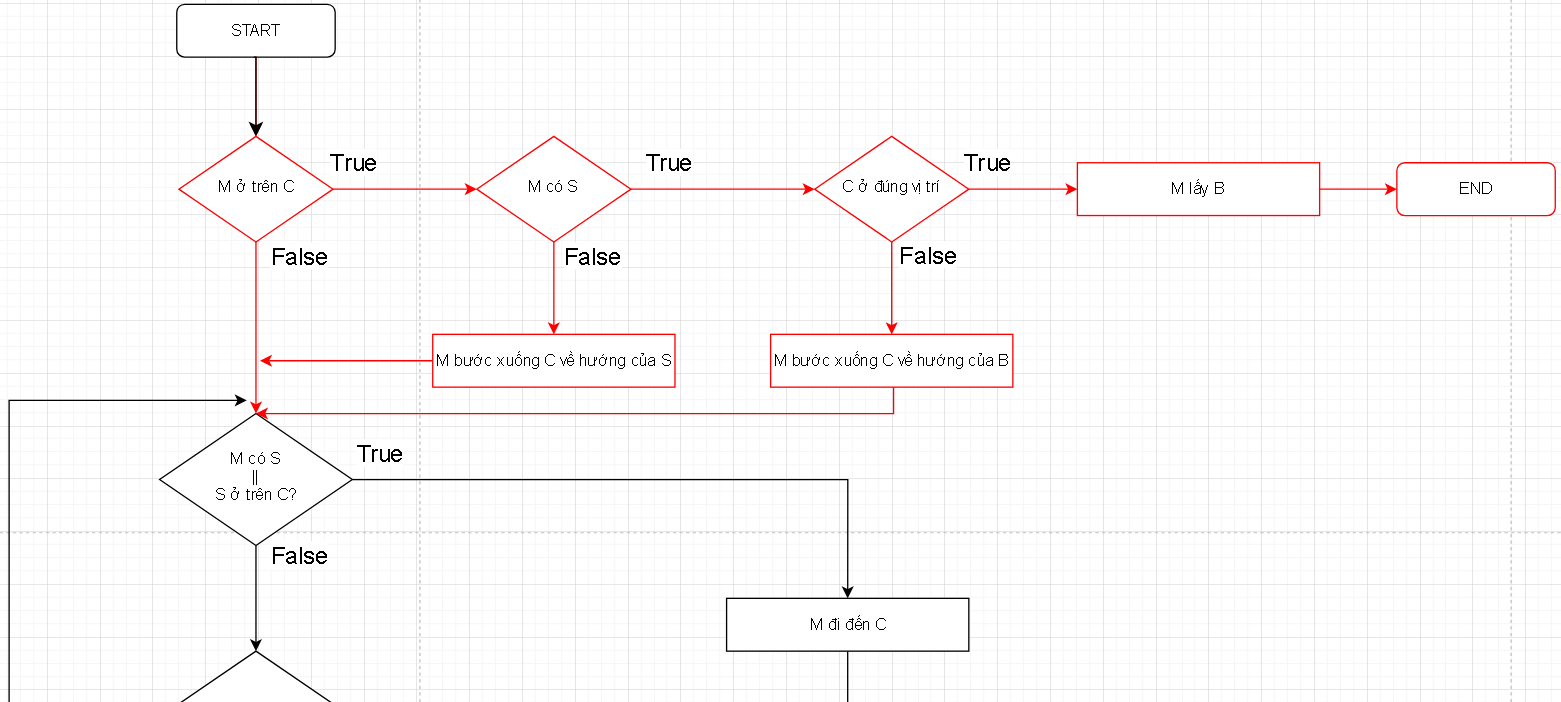 START
M ở trên C
True
M có S
True
C ở đúng vị trí
True
M lấy B
END
False
False
False
M bước xuống C về hướng của S
M bước xuống C về hướng của B
M có S
||
S ở trên C?
True
False
M đi đến C